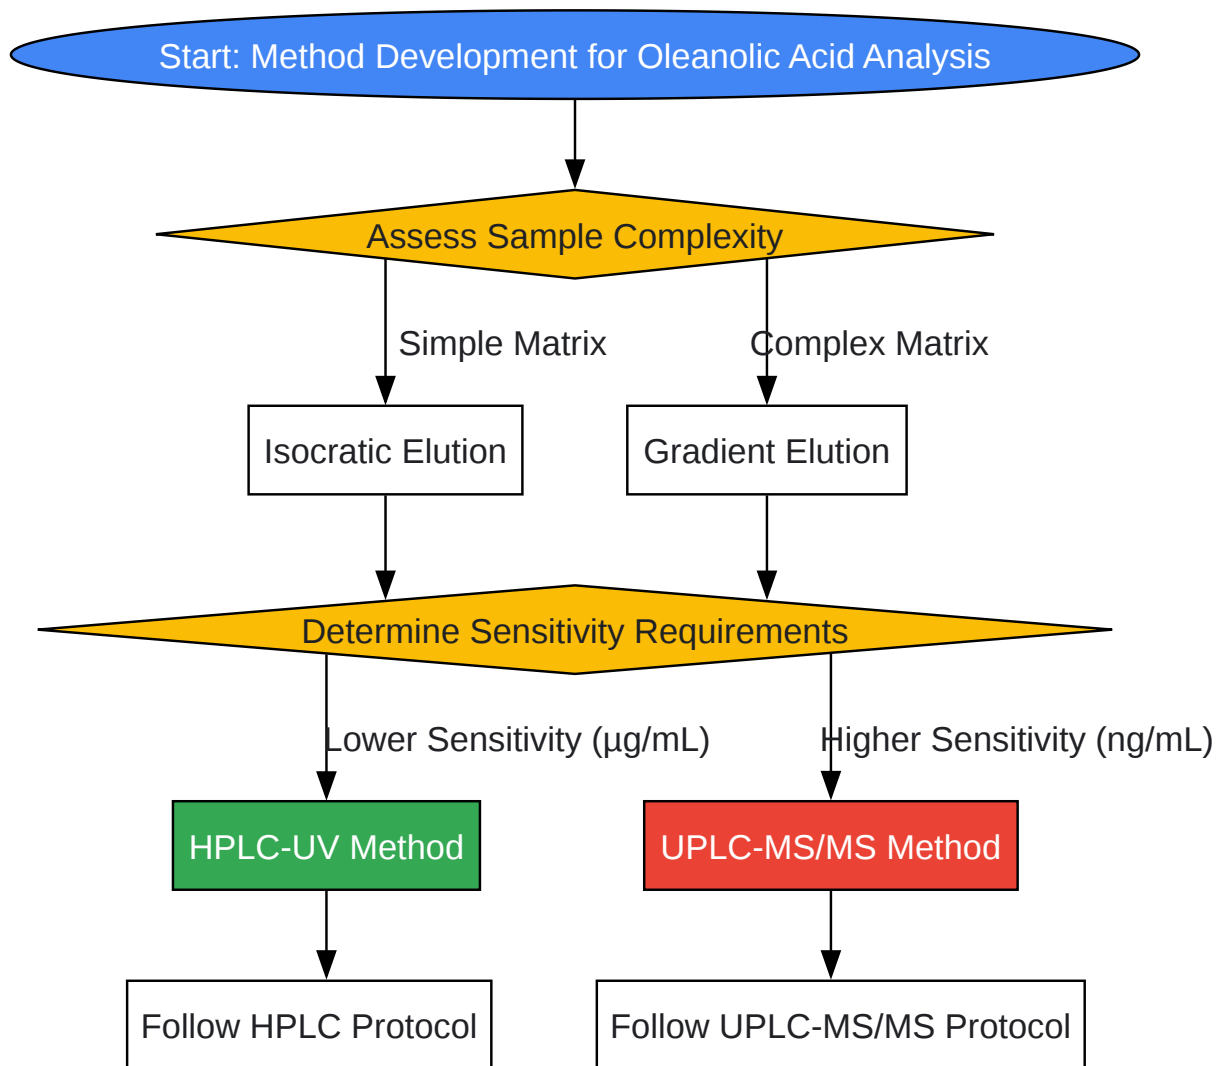 Start: Method Development for Oleanolic Acid Analysis
Assess Sample Complexity
Simple Matrix
Complex Matrix
Isocratic Elution
Gradient Elution
Determine Sensitivity Requirements
Lower Sensitivity (µg/mL)
Higher Sensitivity (ng/mL)
HPLC-UV Method
UPLC-MS/MS Method
Follow HPLC Protocol
Follow UPLC-MS/MS Protocol